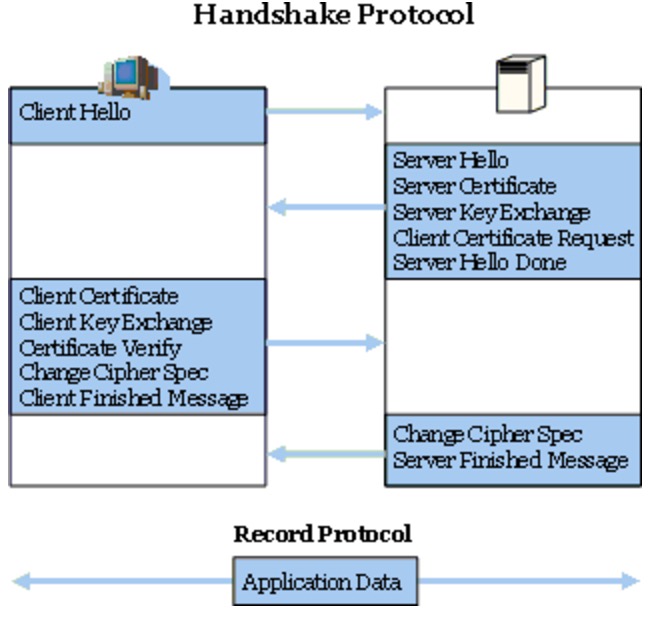 Handshake Protocol
Client Hello
Server Hello
Server Certificate
Server Key Exchange
Client Certificate Request
Server Hello Done
Client Certificate
Client Key Exchange
Certificate Verify
Change Cipher Spec
Client Finished Message
Change Cipher Spec
Server Finished Message
Record Protocol
Application Data